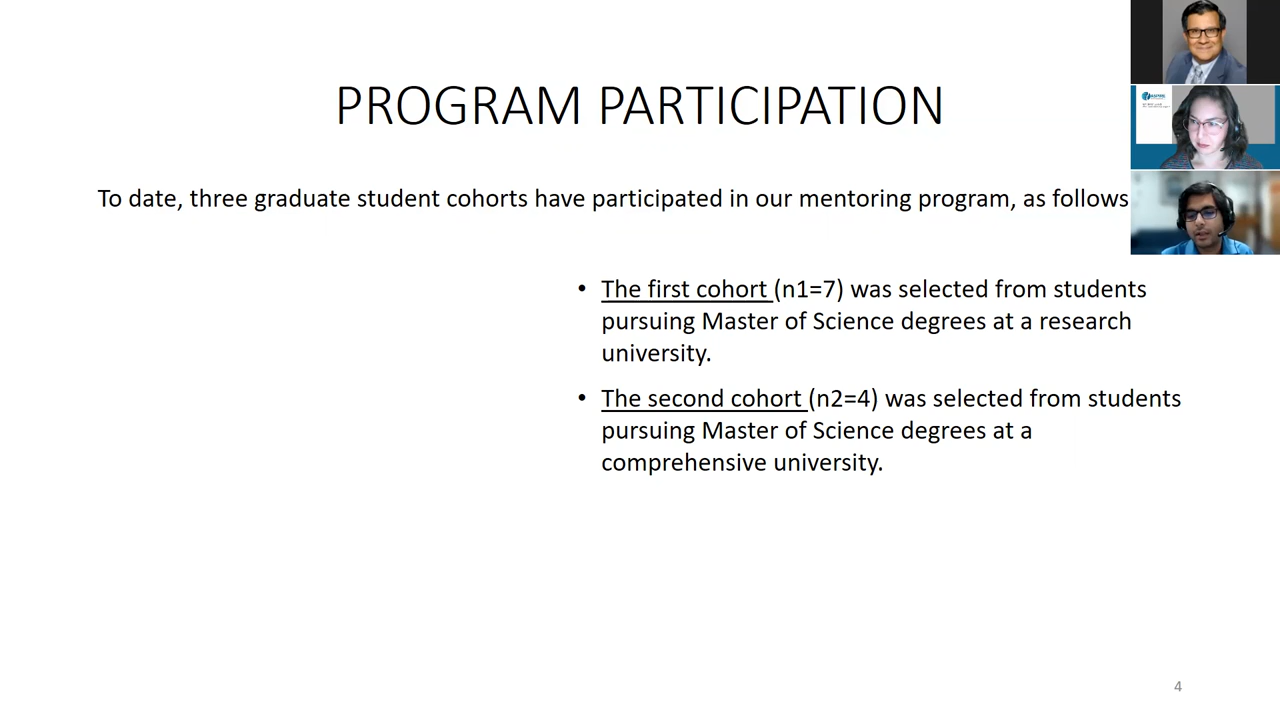 PROGRAM PARTICIPATION
To date, three graduate student cohorts have participated in our mentoring program, as follows
• The first cohort (n1=7) was selected from students
pursuing Master of Science degrees at a research
university.
• The second cohort (n2=4) was selected from students
pursuing Master of Science degrees at a
comprehensive university.
4